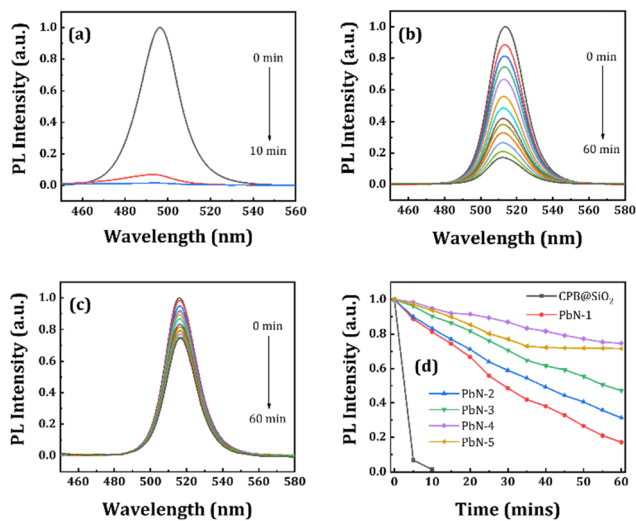 (a)
PL Intensity (a.u.)
1.0
0.8
0.6
0.4
0.2
0.0
0 min
10 min
460 480 500 520 540 560
Wavelength (nm)
(b)
PL Intensity (a.u.)
1.0
0.8
0.6
0.4
0.2
0.0
0 min
60 min
460 480 500 520 540 560 580
Wavelength (nm)
(c)
PL Intensity (a.u.)
1.0
0.8
0.6
0.4
0.2
0.0
0 min
60 min
460 480 500 520 540 560 580
Wavelength (nm)
CPB@SiO₂
PbN-1
(d)
PL Intensity (a.u.)
1.0
0.8
0.6
0.4
0.2
0.0
PbN-2
PbN-3
PbN-4
PbN-5
0 10 20 30 40 50 60
Time (mins)